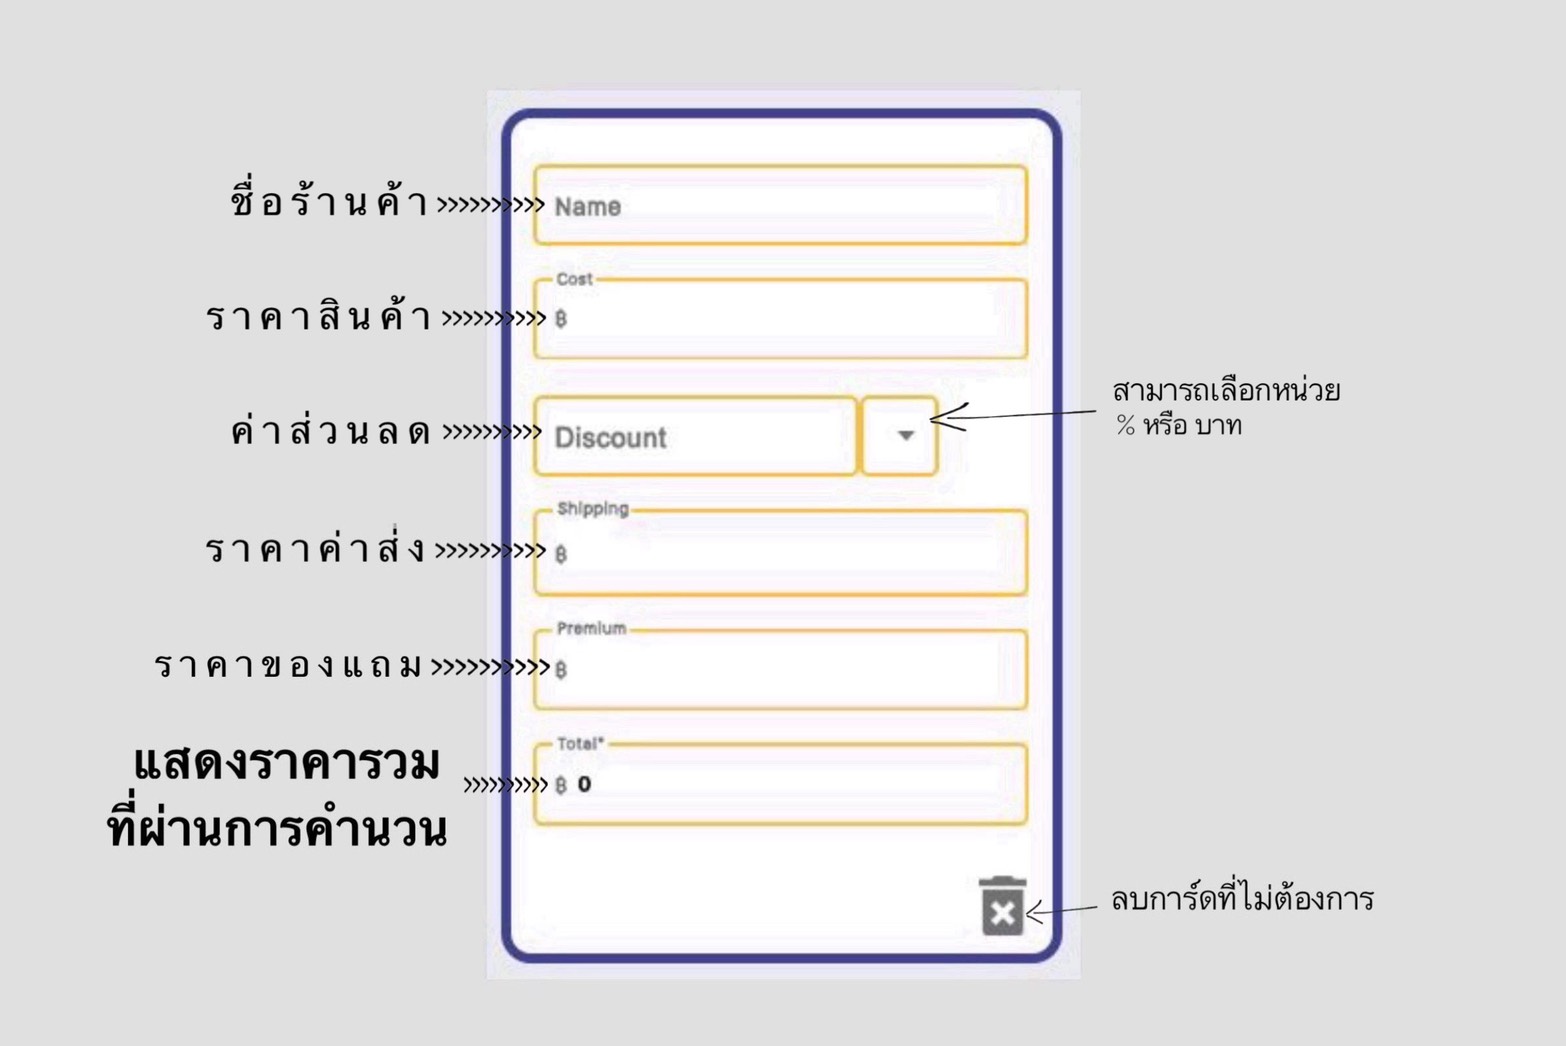 ชื่อร้านค้า >>>>>>>>>> Name
Cost
ราคาสินค้า >>>>>>>>>> ฿
สามารถเลือกหน่วย
% หรือ บาท
ค่าส่วนลด >>>>>>>>>> Discount
Shipping
ราคาค่าส่ง >>>>>>>>>> ฿
Premium
ราคาของแถม >>>>>>>>>> ฿
Total*
แสดงราคารวม
ที่ผ่านการคำนวน >>>>>>>>>> ฿ 0
ลบการ์ดที่ไม่ต้องการ